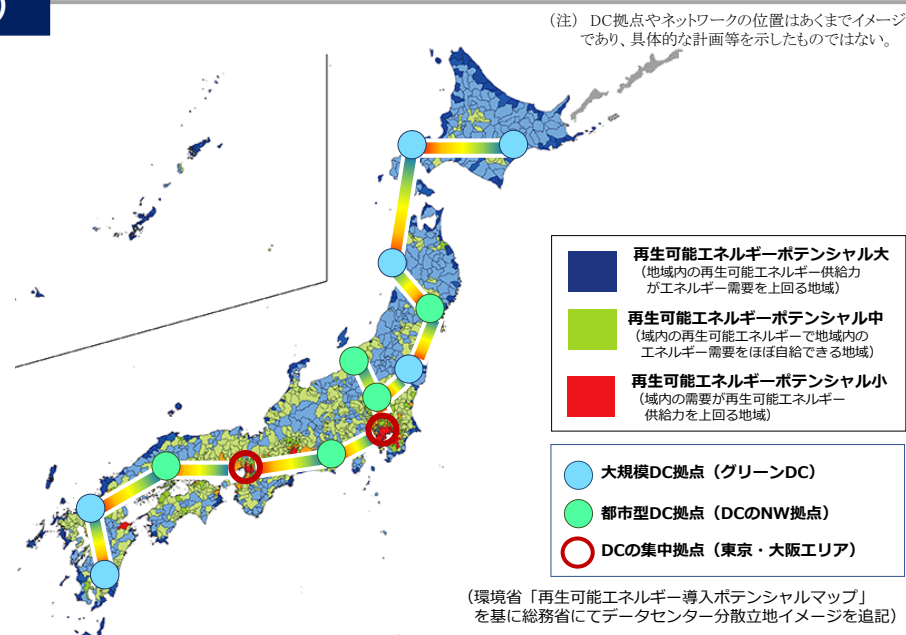 （注） DC拠点やネットワークの位置はあくまでイメージ
であり、具体的な計画等を示したものではない。
再生可能エネルギーポテンシャル大
（地域内の再生可能エネルギー供給力
がエネルギー需要を上回る地域）
再生可能エネルギーポテンシャル中
（域内の再生可能エネルギーで地域内の
エネルギー需要をほぼ自給できる地域）
再生可能エネルギーポテンシャル小
（域内の需要が再生可能エネルギー
供給力を上回る地域）
大規模DC拠点（グリーンDC）
都市型DC拠点（DCのNW拠点）
DCの集中拠点（東京・大阪エリア）
（環境省「再生可能エネルギー導入ポテンシャルマップ」
を基に総務省にてデータセンター分散立地イメージを追記）